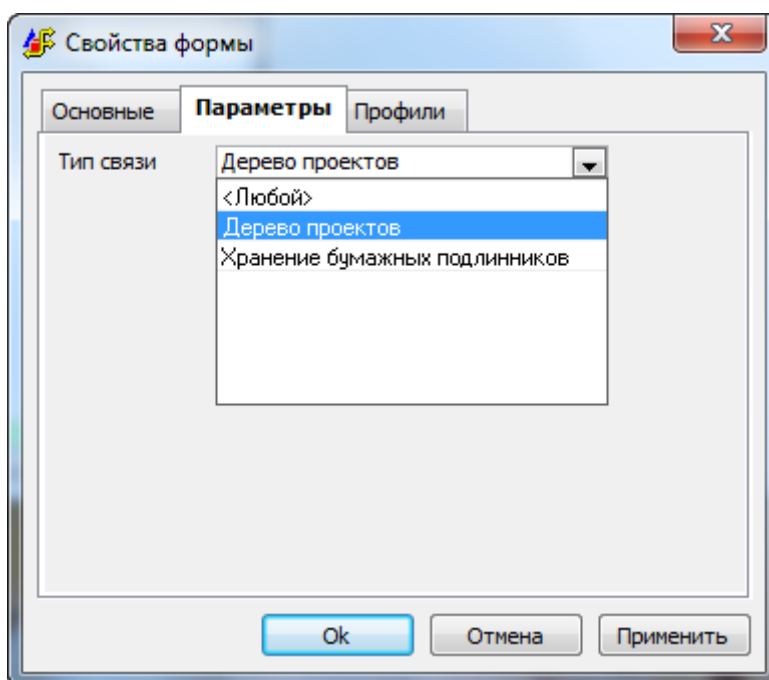 Свойства формы
Основные Параметры Профили
Тип связи Дерево проектов
<Любой>
Дерево проектов
Хранение бумажных подлинников
Ok Отмена Применить